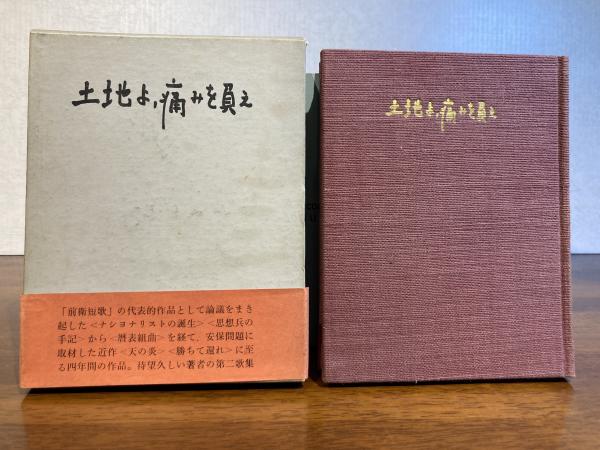 土地よ、痛みを負え
「前衛短歌」の代表的作品として論議をまき
起した<ナショナリストの誕生><思想兵の
手記>から<暦表組曲>を経て、安保問題に
取材した近作<天の炎><勝ちて還れ>に至
る四年間の作品。待望久しい著者の第二歌集
土地よ、痛みを負え